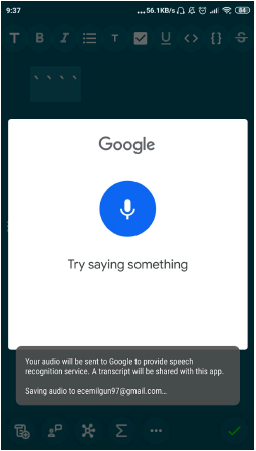 9:37
...56.1KB/s
84
T B I T U <> {} S
Google
Try saying something
Your audio will be sent to Google to provide speech
recognition service. A transcript will be shared with this app.
Saving audio to ecemilgun97@gmail.com...
Σ ...